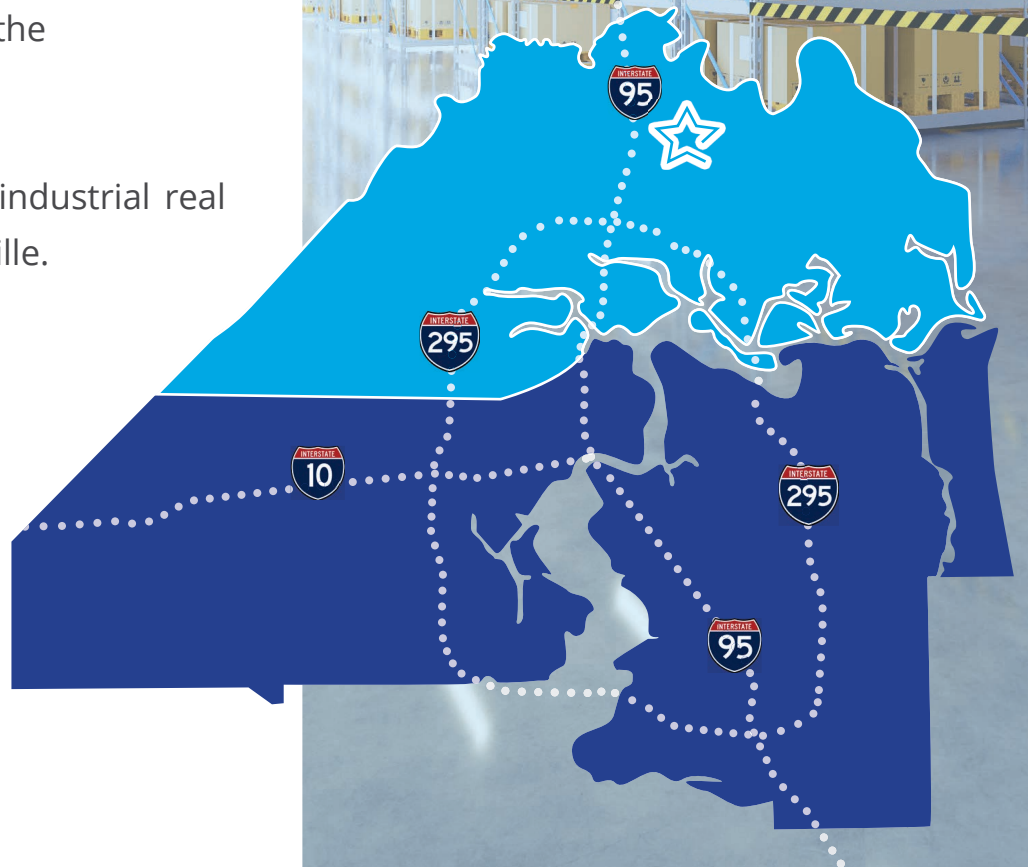 the
industrial real
ille.
INTERSTATE
95
INTERSTATE
295
INTERSTATE
10
INTERSTATE
295
INTERSTATE
95